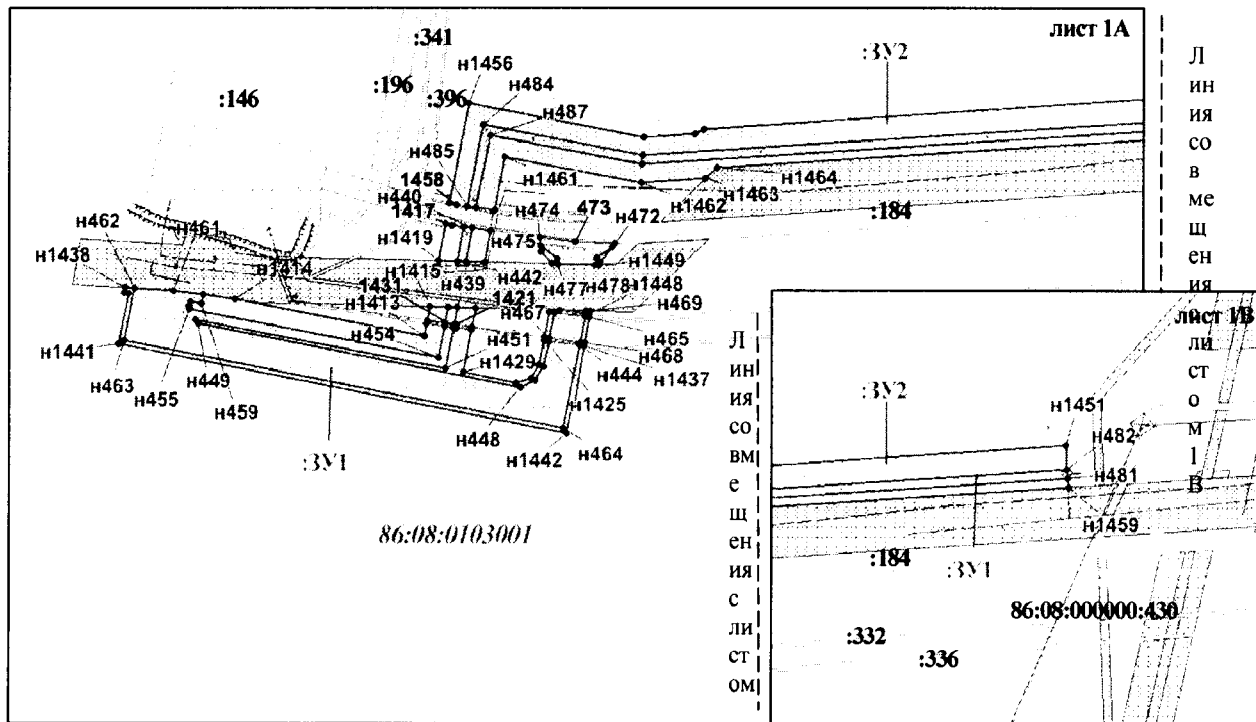 лист 1А
:341
:ЗУ2
н1456
:196
н484
:146
:396
н487
н485
1458
н440
н1461
н1464
н1463
н1462
н462
н461
1417
н474
473
н472
:184
н1419
н475
н1438
н1414
н1415
н442
н1449
н439
н477
н478
н1448
1431
1421
н469
н1413
н467
н465
н454
н451
н468
н1441
н1429
н444
н1437
н463
н449
н455
н459
н1425
н448
н1442
н464
:ЗУ1
86:08:0103001
Линия совмещения с листом 1В
Линия совмещения с листом
лист 1В
:ЗУ2
н1451
н482
н481
н1459
:184
:ЗУ1
86:08:000000:430
:332
:336